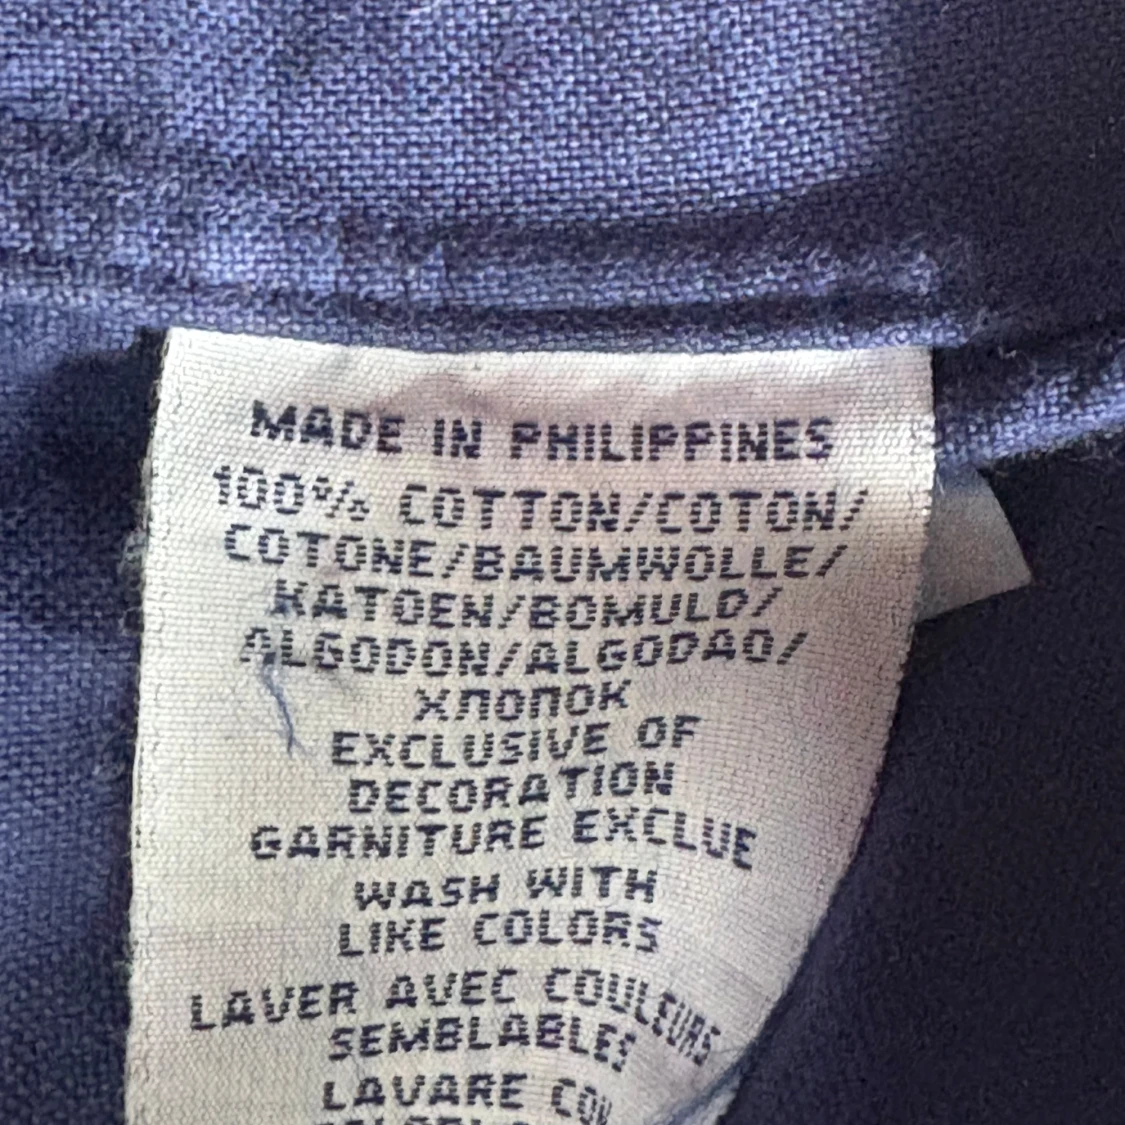 MADE IN PHILIPPINES
100% COTTON/COTON/
COTONE/BAUMWOLLE/
KATOEN/BOMULD/
ALGODON/ALGODAO/
ХЛОПОК
EXCLUSIVE OF
DECORATION
GARNITURE EXCLUE
WASH WITH
LIKE COLORS
LAVER AVEC COULEURS
SEMBLABLES
LAVARE